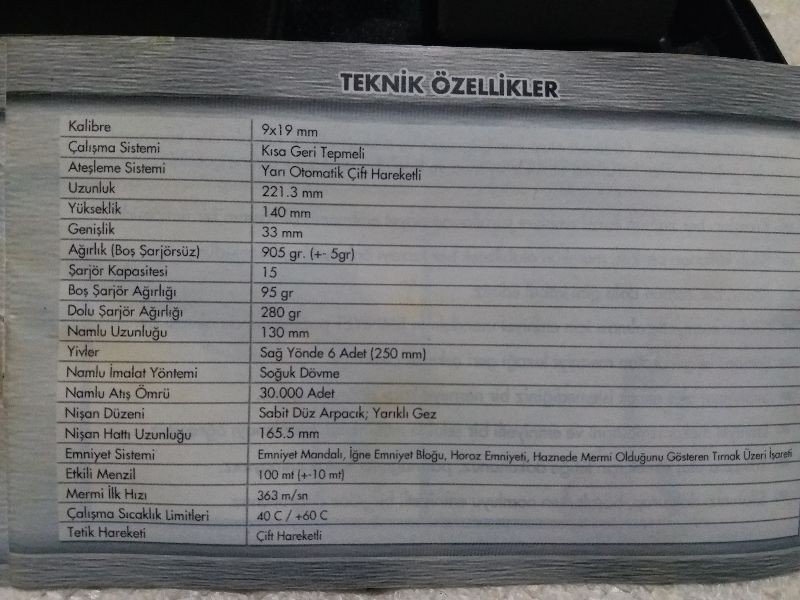 TEKNİK ÖZELLİKLER
Kalibre 9x19 mm
Çalışma Sistemi Kısa Geri Tepmeli
Ateşleme Sistemi Yarı Otomatik Çift Hareketli
Uzunluk 221.3 mm
Yükseklik 140 mm
Genişlik 33 mm
Ağırlık (Boş Şarjörsüz) 905 gr. (+- 5gr)
Şarjör Kapasitesi 15
Boş Şarjör Ağırlığı 95 gr
Dolu Şarjör Ağırlığı 280 gr
Namlu Uzunluğu 130 mm
Yivler Sağ Yönde 6 Adet (250 mm)
Namlu İmalat Yöntemi Soğuk Dövme
Namlu Atış Ömrü 30.000 Adet
Nişan Düzeni Sabit Düz Arpacık; Yarıklı Gez
Nişan Hattı Uzunluğu 165.5 mm
Emniyet Sistemi Emniyet Mandalı, İğne Emniyet Bloğu, Horoz Emniyeti, Haznede Mermi Olduğunu Gösteren Tırnak Üzeri İşareti
Etkili Menzil 100 mt (+-10 mt)
Mermi İlk Hızı 363 m/sn
Çalışma Sıcaklık Limitleri 40 C / +60 C
Tetik Hareketi Çift Hareketli